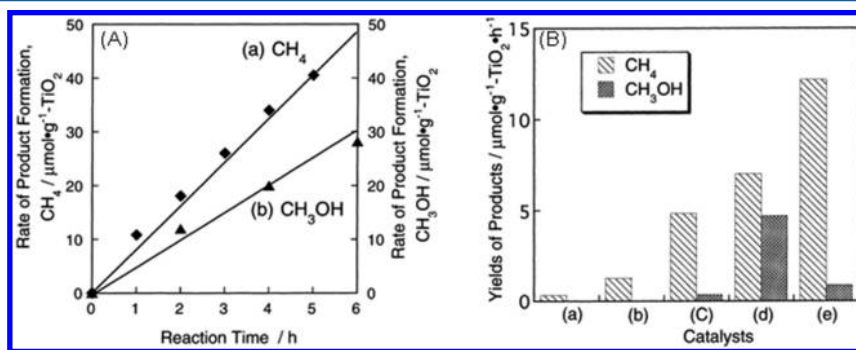 (A)
Rate of Product Formation,
CH₄ / μmol•g⁻¹-TiO₂
50
40
30
20
10
0
(a) CH₄
(b) CH₃OH
50
40
30
20
10
0
Rate of Product Formation,
CH₃OH / μmol•g⁻¹-TiO₂
0 1 2 3 4 5 6
Reaction Time / h
(B)
Yields of Products / μmol•g⁻¹-TiO₂•h⁻¹
15
10
5
0
CH₄
CH₃OH
(a) (b) (C) (d) (e)
Catalysts